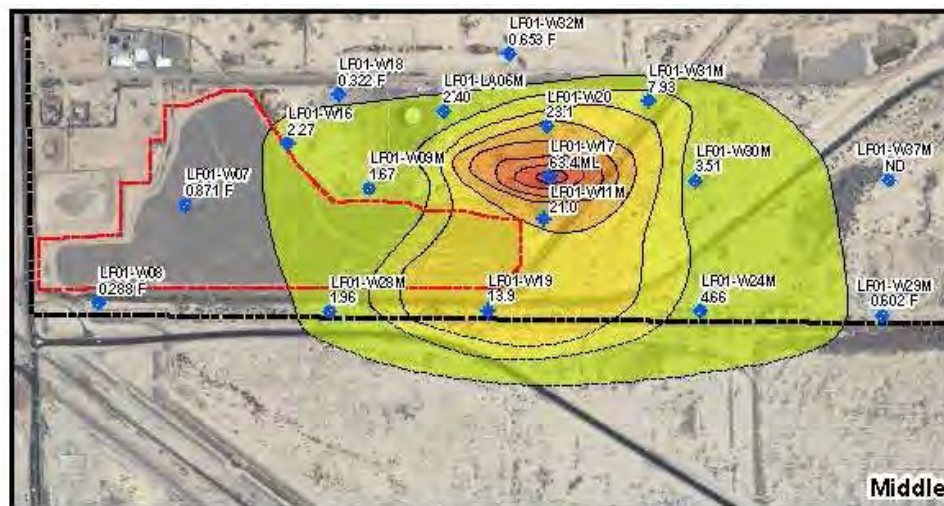 LF01-W32M
0.653 F
LF01-W18
0.322 F
LF01-LA06M
2.40
LF01-W31M
7.93
LF01-W16
2.27
LF01-W20
23.1
LF01-W09M
1.67
LF01-W17
63.4ML
LF01-W30M
3.51
LF01-W37M
ND
LF01-W07
0.871 F
LF01-W11M
21.0
LF01-W08
0.288 F
LF01-W28M
1.96
LF01-W19
13.9
LF01-W24M
4.66
LF01-W29M
0.602 F
Middle